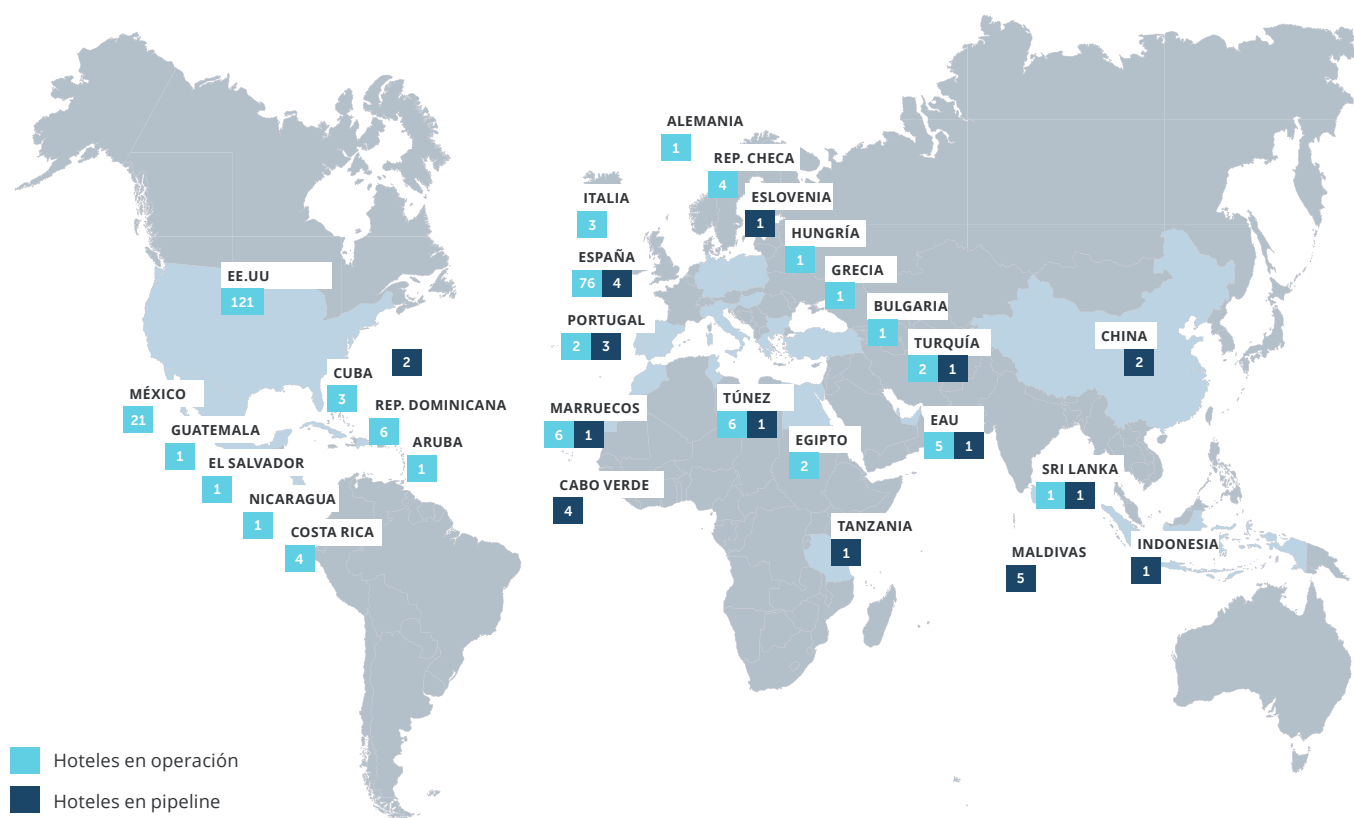 ALEMANIA
1
REP. CHECA
4
ITALIA
3
ESLOVENIA
1
HUNGRÍA
1
ESPAÑA
76 4
GRECIA
1
EE.UU
121
BULGARIA
1
PORTUGAL
2 3
TURQUÍA
2 1
CHINA
2
2
CUBA
3
MÉXICO
21
REP. DOMINICANA
6
MARRUECOS
6 1
TÚNEZ
6 1
EAU
5 1
GUATEMALA
1
ARUBA
1
EGIPTO
2
EL SALVADOR
1
SRI LANKA
1 1
CABO VERDE
4
NICARAGUA
1
COSTA RICA
4
TANZANIA
1
MALDIVAS
5
INDONESIA
1
Hoteles en operación
Hoteles en pipeline